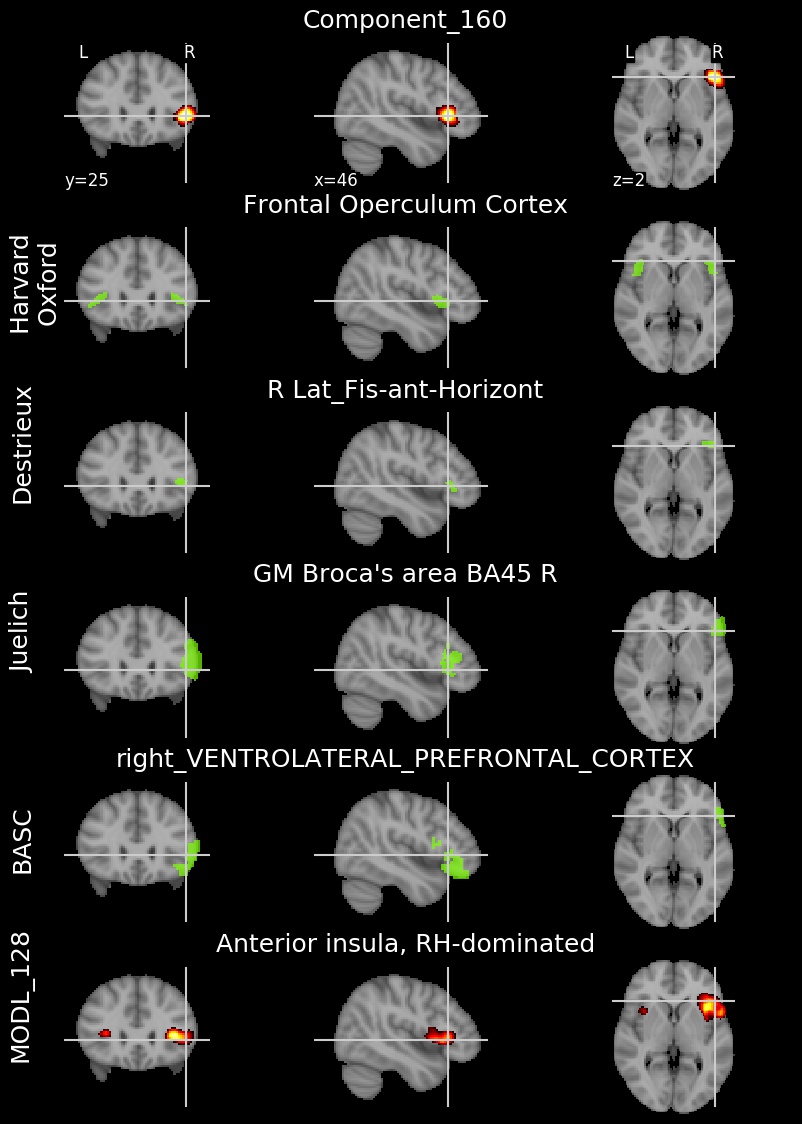 Component_160
L R
L R
y=25
x=46
z=2
Frontal Operculum Cortex
Harvard
Oxford
R Lat_Fis-ant-Horizont
Destrieux
GM Broca's area BA45 R
Juelich
right_VENTROLATERAL_PREFRONTAL_CORTEX
BASC
Anterior insula, RH-dominated
MODL_128